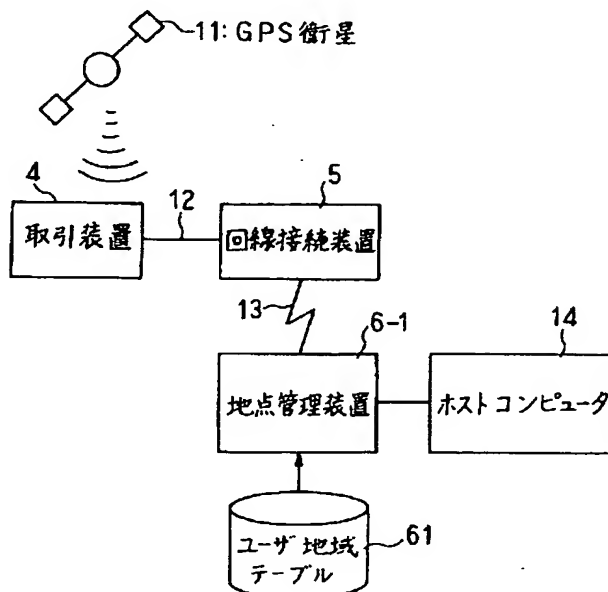 11:GPS衛星
4
取引装置
12
5
回線接続装置
13
6-1
地点管理装置
14
ホストコンピュータ
ユーザ地域
テーブル
61